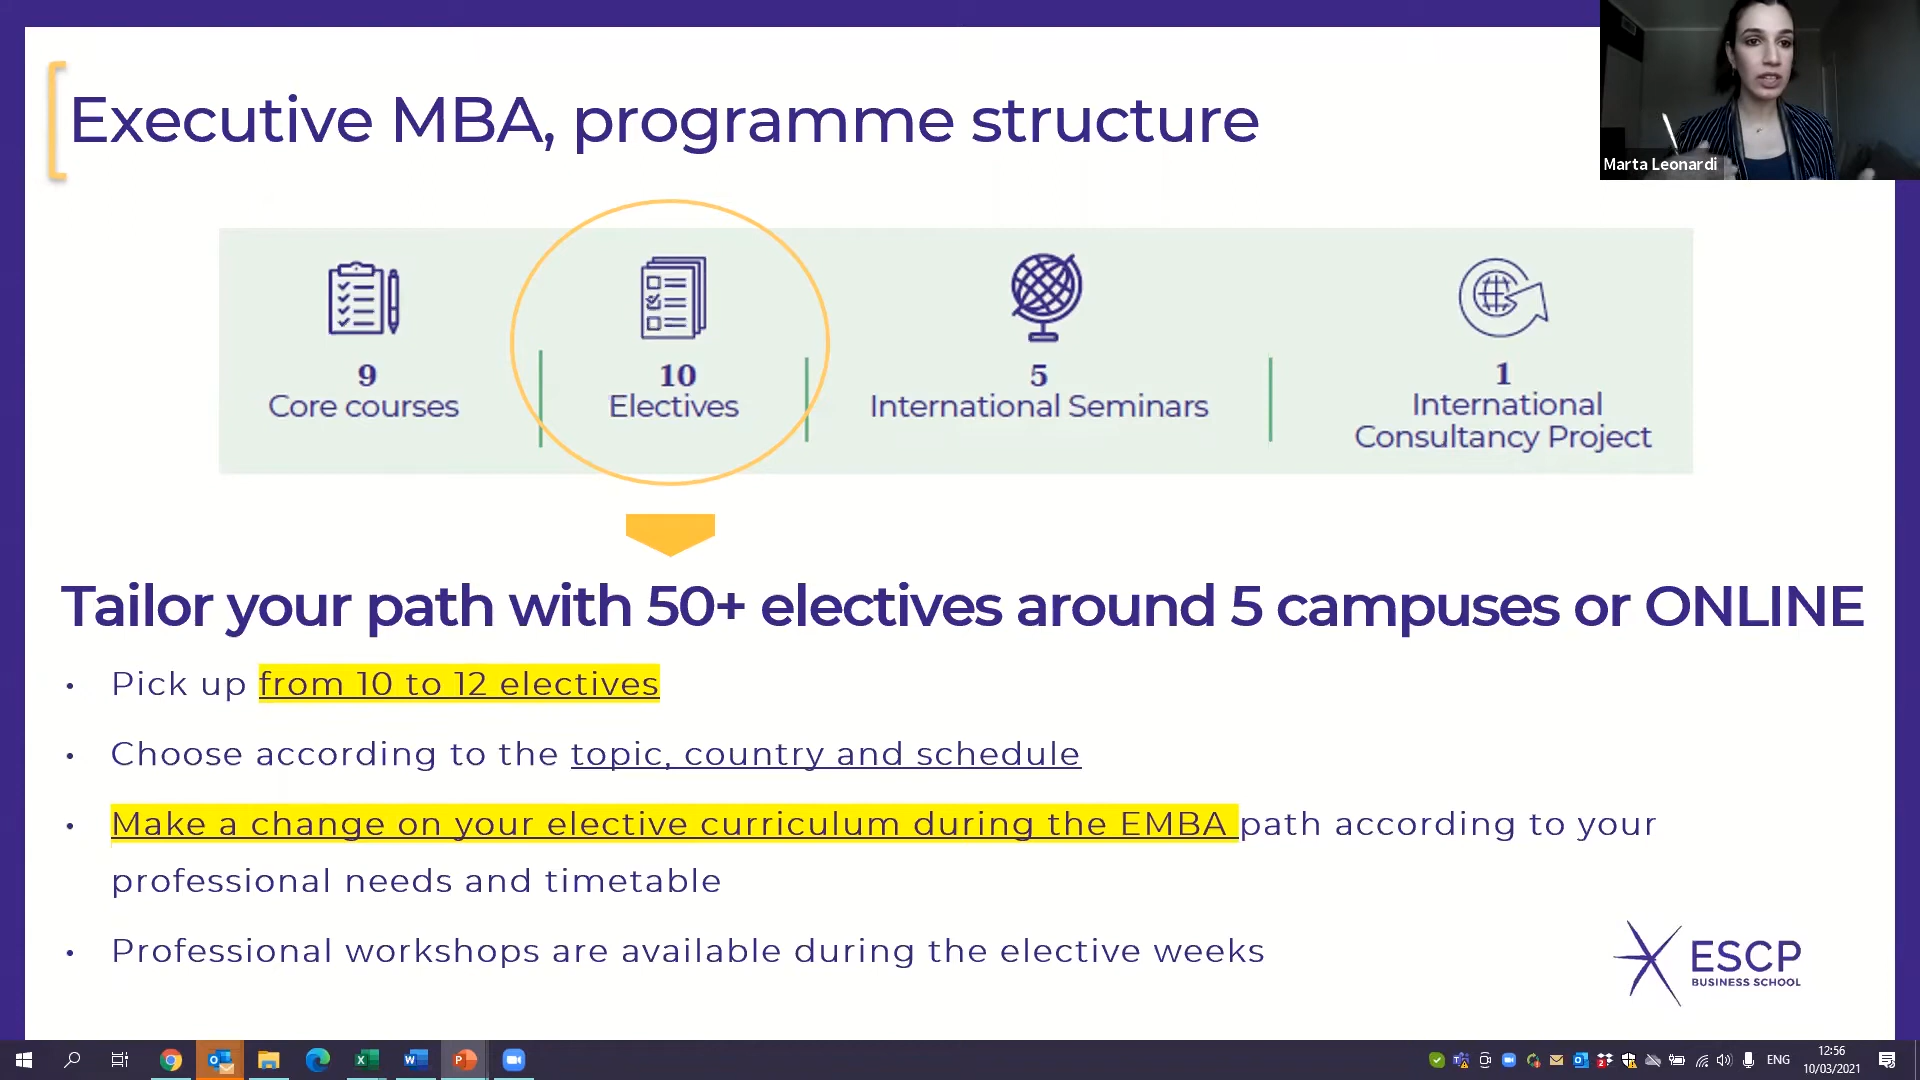 Executive MBA, programme structure
Marta Leonardi
9
Core courses
10
Electives
5
International Seminars
1
International
Consultancy Project
Tailor your path with 50+ electives around 5 campuses or ONLINE
• Pick up from 10 to 12 electives
• Choose according to the topic, country and schedule
• Make a change on your elective curriculum during the EMBA path according to your
professional needs and timetable
• Professional workshops are available during the elective weeks
ESCP
BUSINESS SCHOOL
ENG
12:56
10/03/2021